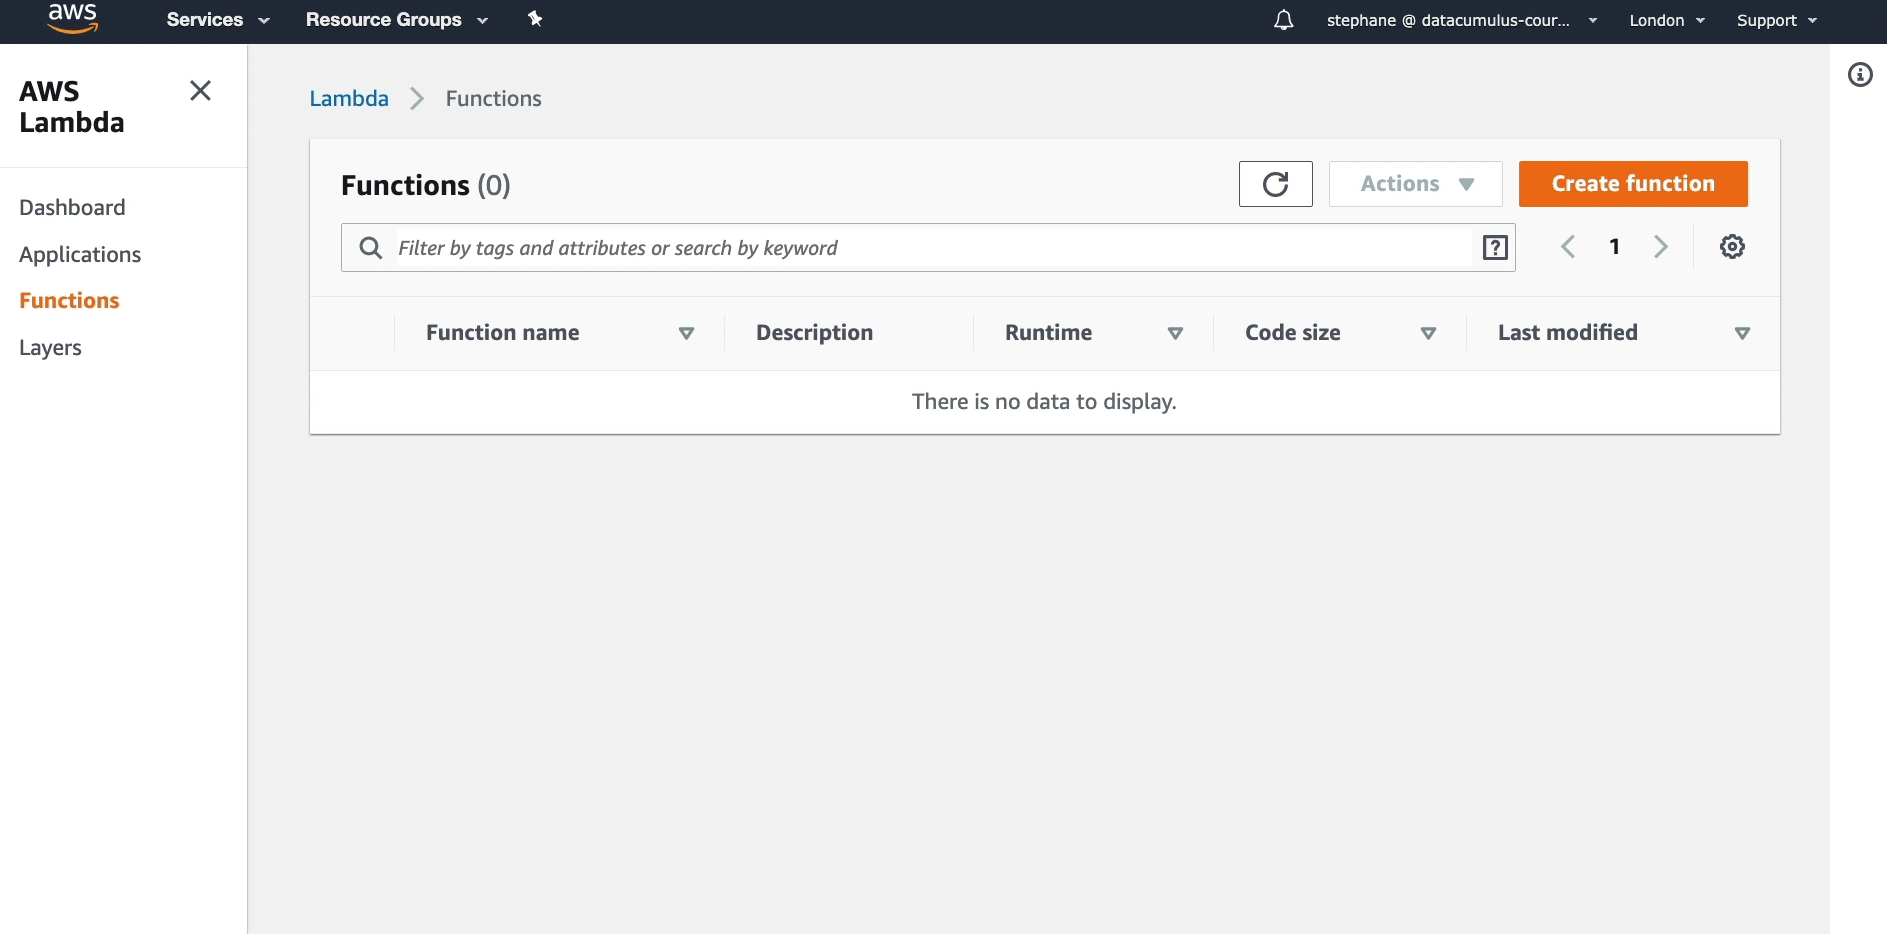 aws Services Resource Groups stephane @ datacumulus-cour... London Support
AWS
Lambda
Dashboard
Applications
Functions
Layers
Lambda Functions
Functions (0) Actions Create function
Filter by tags and attributes or search by keyword ? 1
Function name Description Runtime Code size Last modified
There is no data to display.